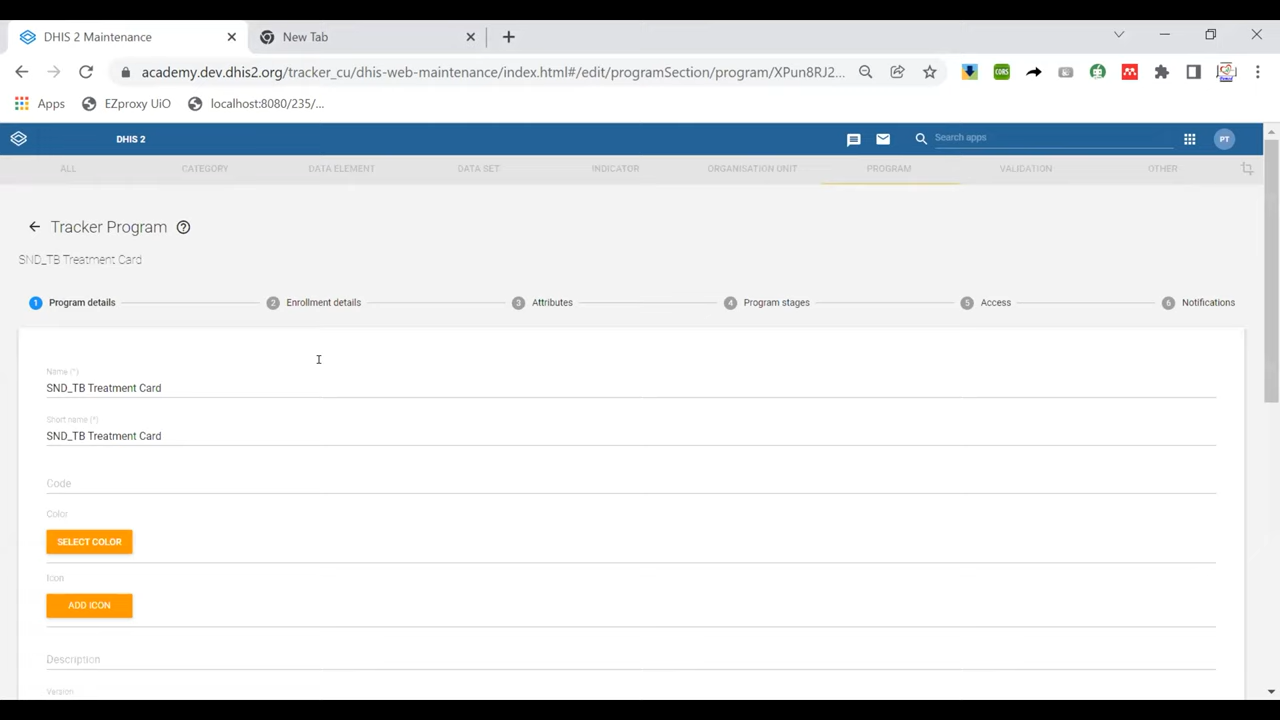 DHIS 2 Maintenance
New Tab
academy.dev.dhis2.org/tracker_cu/dhis-web-maintenance/index.html#/edit/programSection/program/XPun8RJ2...
CORS
Apps
EZproxy UiO
localhost:8080/235/...
DHIS 2
Search apps
PT
ALL
CATEGORY
DATA ELEMENT
DATA SET
INDICATOR
ORGANISATION UNIT
PROGRAM
VALIDATION
OTHER
Tracker Program
SND_TB Treatment Card
1 Program details
2 Enrollment details
3 Attributes
4 Program stages
5 Access
6 Notifications
Name (*)
SND_TB Treatment Card
Short name (*)
SND_TB Treatment Card
Code
Color
SELECT COLOR
Icon
ADD ICON
Description
Version